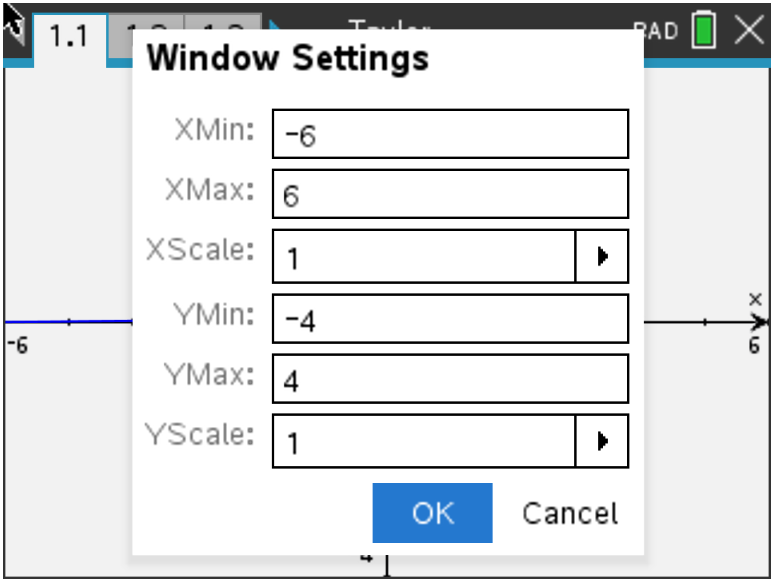 1.1
RAD
Window Settings
XMin: -6
XMax: 6
XScale: 1
YMin: -4
YMax: 4
YScale: 1
x
-6
6
OK Cancel